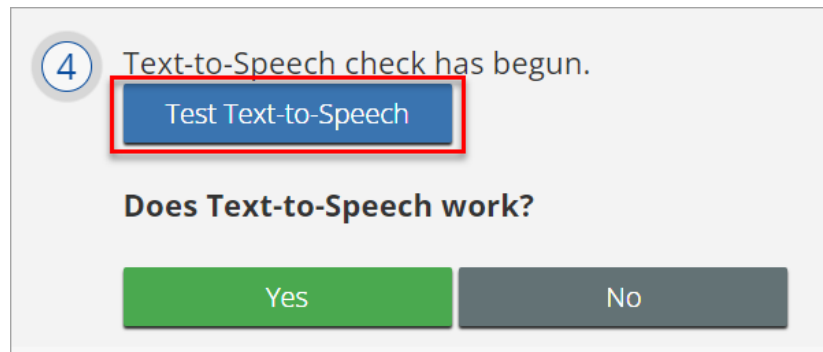 4 Text-to-Speech check has begun.
Test Text-to-Speech
Does Text-to-Speech work?
Yes No